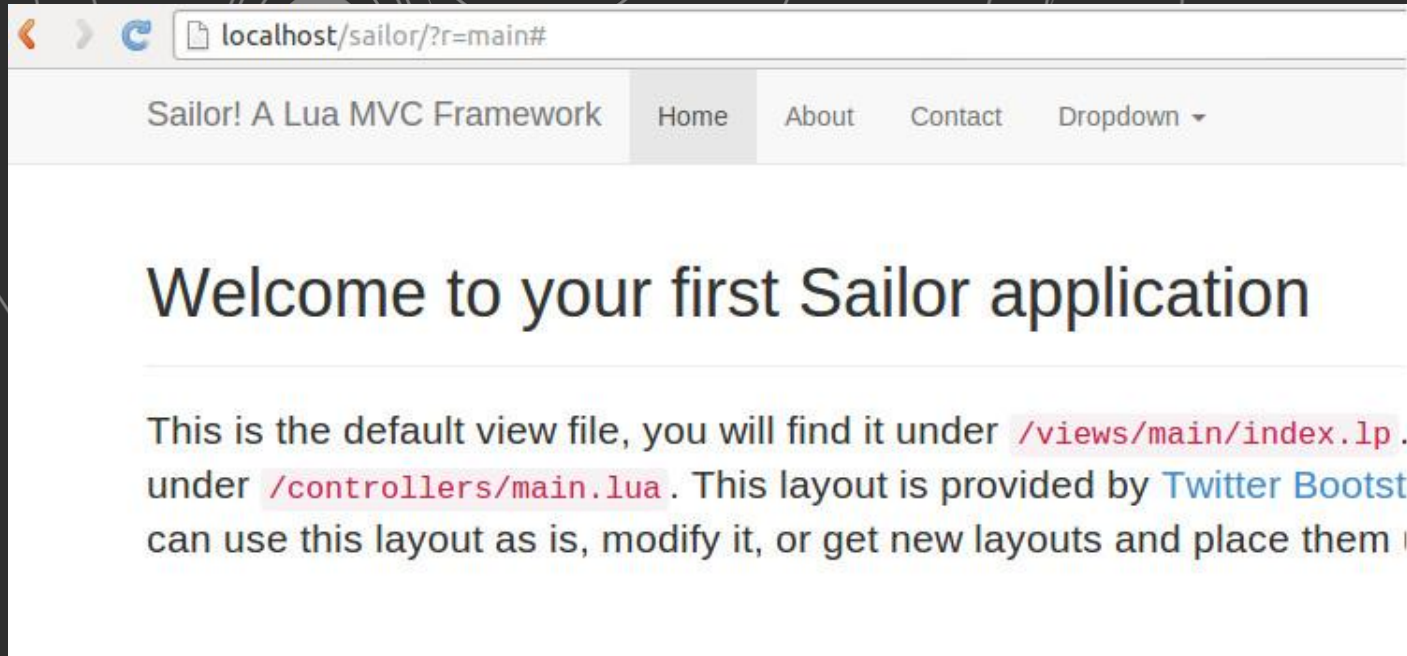 localhost/sailor/?r=main#
Sailor! A Lua MVC Framework Home About Contact Dropdown
Welcome to your first Sailor application
This is the default view file, you will find it under /views/main/index.lp.
under /controllers/main.lua. This layout is provided by Twitter Bootst
can use this layout as is, modify it, or get new layouts and place them